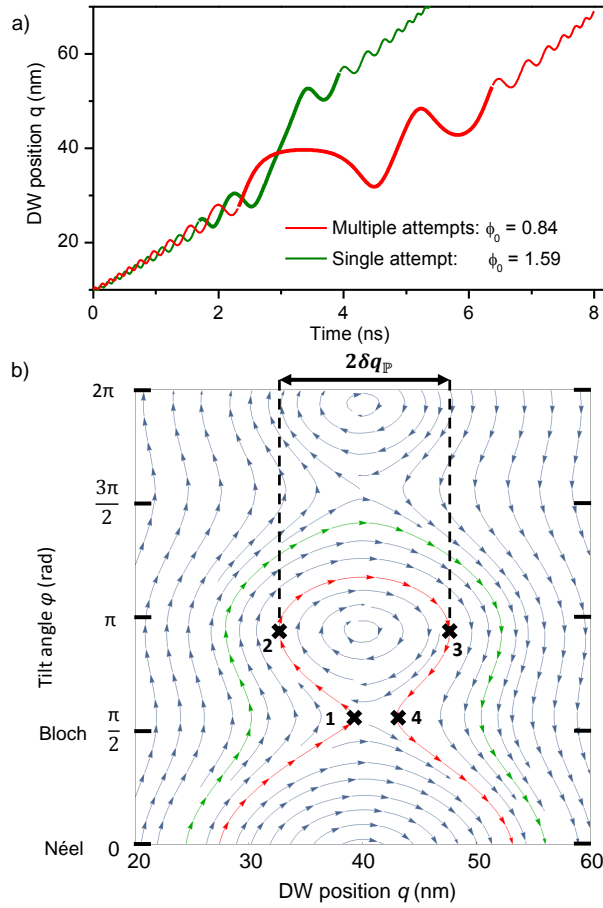 a)
60
40
20
DW position q (nm)
0
2
4
6
8
Time (ns)
Multiple attempts: ϕ₀ = 0.84
Single attempt: ϕ₀ = 1.59
b)
2δqℙ
2π
3π/2
π
Bloch π/2
Néel 0
Tilt angle φ (rad)
2
3
1
4
20 30 40 50 60
DW position q (nm)